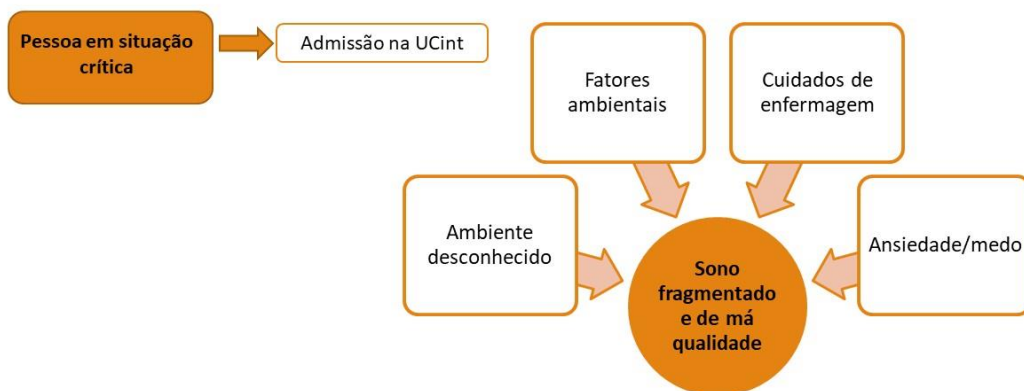 Pessoa em situação
crítica
Admissão na UCint
Fatores
ambientais
Cuidados de
enfermagem
Ambiente
desconhecido
Ansiedade/medo
Sono
fragmentado
e de má
qualidade